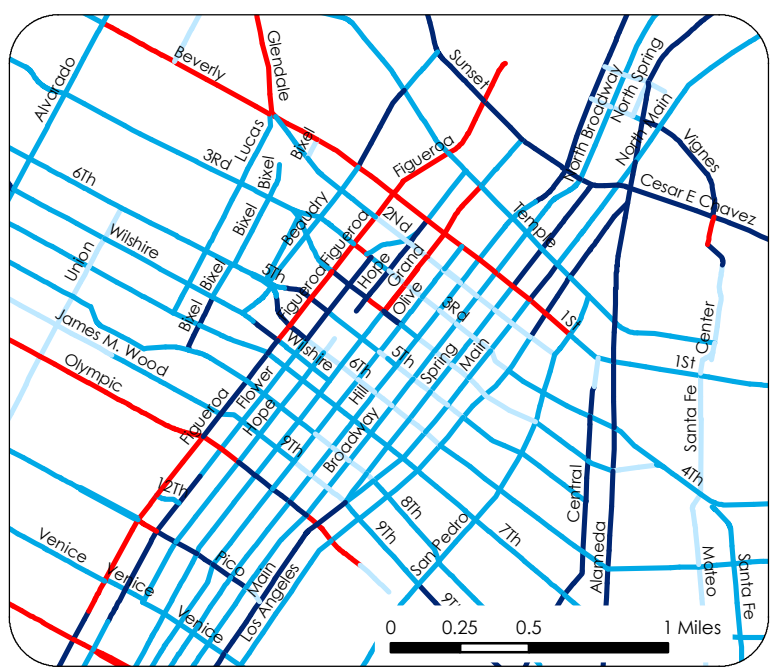 Beverly
Glendale
Sunset
North Spring
North Broadway
Alvarado
Lucas
Bixel
North Main
Vignes
3Rd
Figueroa
Bixel
Cesar E Chavez
6Th
Beaudry
2Nd
Temple
Bixel
Figueroa
Wilshire
Union
Hope
Grand
5Th
Bixel
Figueroa
Olive
3Rd
1St
Center
Bixel
James M. Wood
Wilshire
5Th
Main
1St
Olympic
6Th
Spring
Flower
Hill
Santa Fe
Figueroa
Hope
9Th
Broadway
4Th
12Th
8Th
Central
9Th
7Th
San Pedro
Venice
Pico
Alameda
Mateo
Santa Fe
Venice
Main
Los Angeles
Venice
0 0.25 0.5 1 Miles